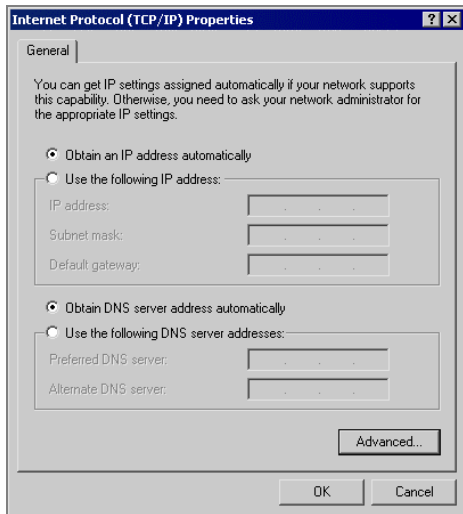 Internet Protocol (TCP/IP) Properties
General
You can get IP settings assigned automatically if your network supports
this capability. Otherwise, you need to ask your network administrator for
the appropriate IP settings.
Obtain an IP address automatically
Use the following IP address:
IP address:
Subnet mask:
Default gateway:
Obtain DNS server address automatically
Use the following DNS server addresses:
Preferred DNS server:
Alternate DNS server:
Advanced...
OK Cancel